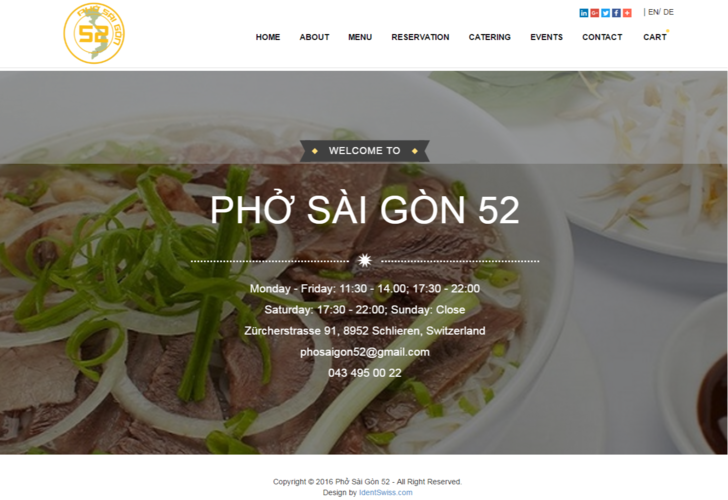 PHỞ SÀI GÒN
52
| EN/ DE
HOME ABOUT MENU RESERVATION CATERING EVENTS CONTACT CART
WELCOME TO
PHỞ SÀI GÒN 52
Monday - Friday: 11:30 - 14.00; 17:30 - 22:00
Saturday: 17:30 - 22:00; Sunday: Close
Zürcherstrasse 91, 8952 Schlieren, Switzerland
phosaigon52@gmail.com
043 495 00 22
Copyright © 2016 Phở Sài Gòn 52 - All Right Reserved.
Design by IdentSwiss.com